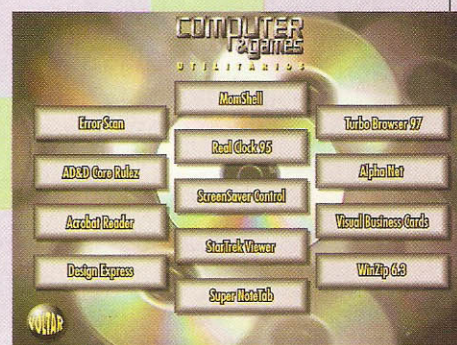 COMPUTER
& games
UTILITARIOS
MomShell
Error Scan
Turbo Browser 97
Real Clock 95
AD&D Core Rulez
Alpha Net
ScreenSaver Control
Acrobat Reader
Visual Business Cards
StarTrek Viewer
Design Express
WinZip 6.3
Super NoteTab
VOLTAR